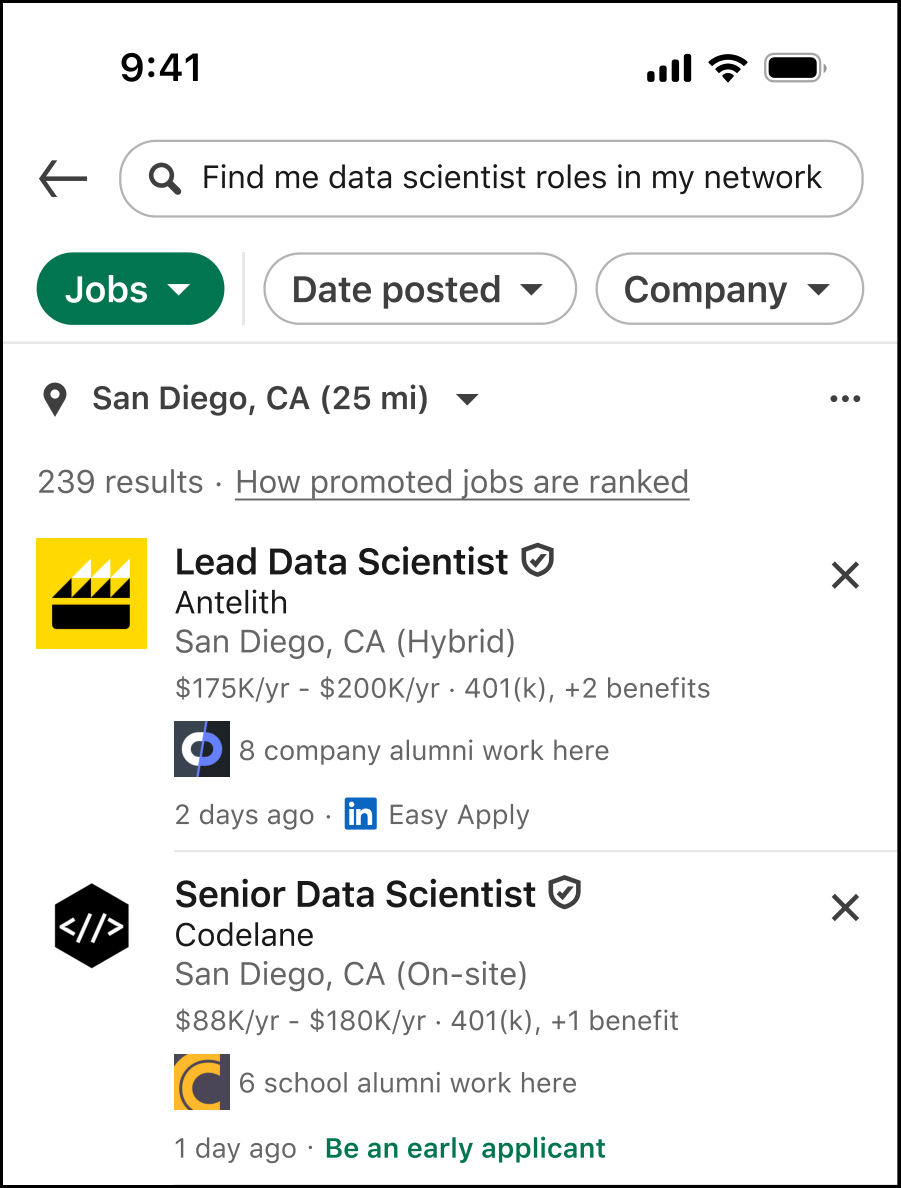 9:41
Find me data scientist roles in my network
Jobs Date posted Company
San Diego, CA (25 mi)
239 results · How promoted jobs are ranked
Lead Data Scientist
Antelith
San Diego, CA (Hybrid)
$175K/yr - $200K/yr · 401(k), +2 benefits
8 company alumni work here
2 days ago · in Easy Apply
</>
Senior Data Scientist
Codelane
San Diego, CA (On-site)
$88K/yr - $180K/yr · 401(k), +1 benefit
6 school alumni work here
1 day ago · Be an early applicant